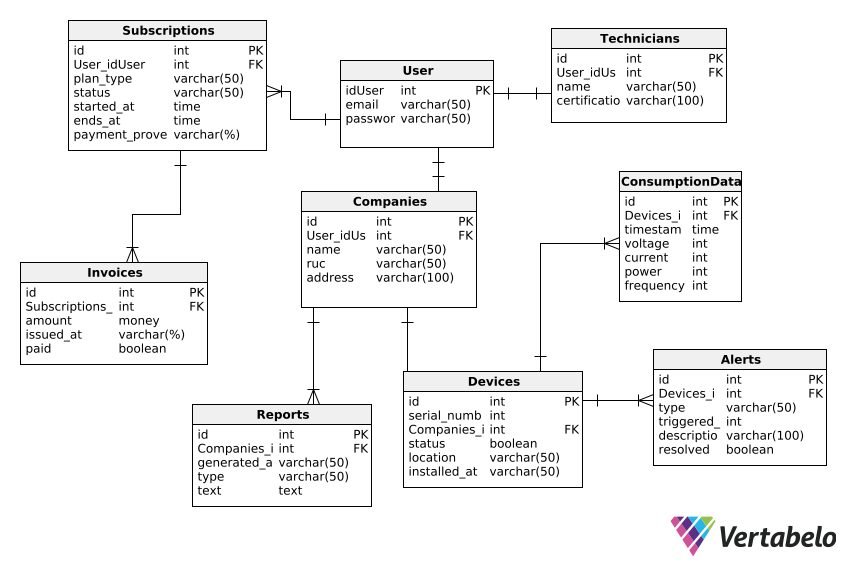 Subscriptions
id int PK
User_idUser int FK
plan_type varchar(50)
status varchar(50)
started_at time
ends_at time
payment_prove varchar(%)
User
idUser int PK
email varchar(50)
passwor varchar(50)
Technicians
id int PK
User_idUs int FK
name varchar(50)
certificatio varchar(100)
Companies
id int PK
User_idUs int FK
name varchar(50)
ruc varchar(50)
address varchar(100)
ConsumptionData
id int PK
Devices_i int FK
timestam time
voltage int
current int
power int
frequency int
Invoices
id int PK
Subscriptions_ int FK
amount money
issued_at varchar(%)
paid boolean
Reports
id int PK
Companies_i int FK
generated_a varchar(50)
type varchar(50)
text text
Devices
id int PK
serial_numb int
Companies_i int FK
status boolean
location varchar(50)
installed_at varchar(50)
Alerts
id int PK
Devices_i int FK
type varchar(50)
triggered_ int
descriptio varchar(100)
resolved boolean
Vertabelo